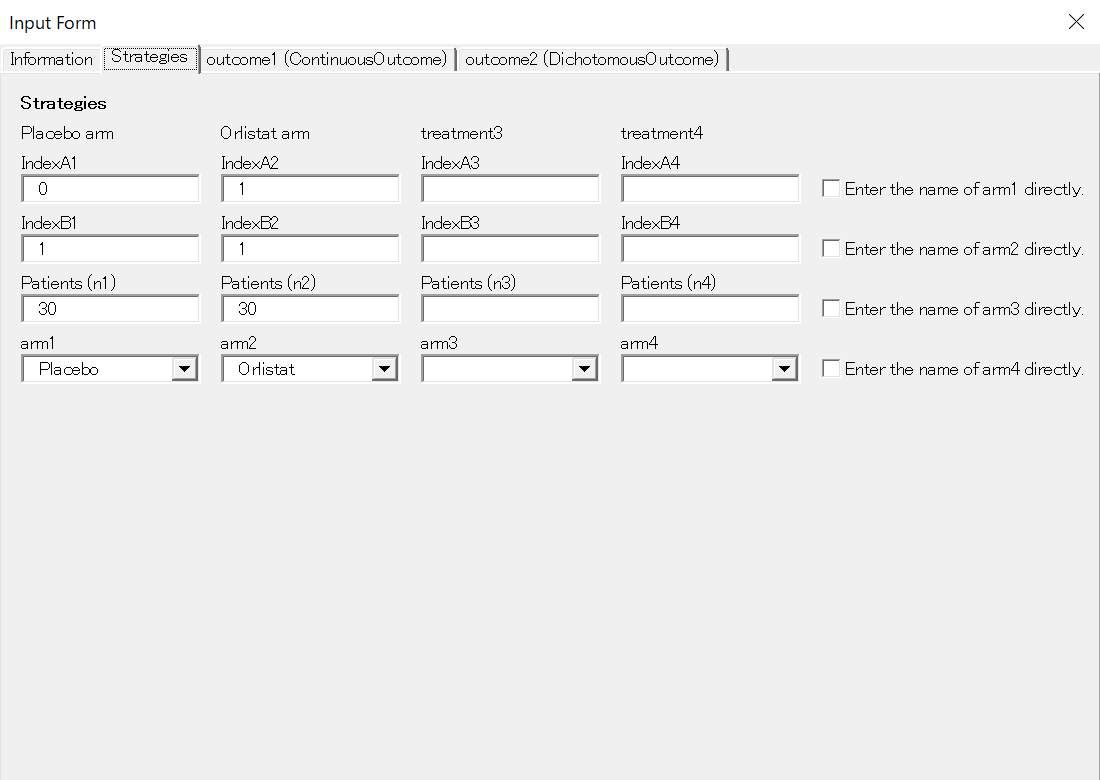 Input Form
Information Strategies outcome1 (ContinuousOutcome) outcome2 (DichotomousOutcome)
Strategies
Placebo arm Orlistat arm treatment3 treatment4
IndexA1 IndexA2 IndexA3 IndexA4
0 1 Enter the name of arm1 directly.
IndexB1 IndexB2 IndexB3 IndexB4
1 1 Enter the name of arm2 directly.
Patients (n1) Patients (n2) Patients (n3) Patients (n4)
30 30 Enter the name of arm3 directly.
arm1 arm2 arm3 arm4
Placebo Orlistat Enter the name of arm4 directly.